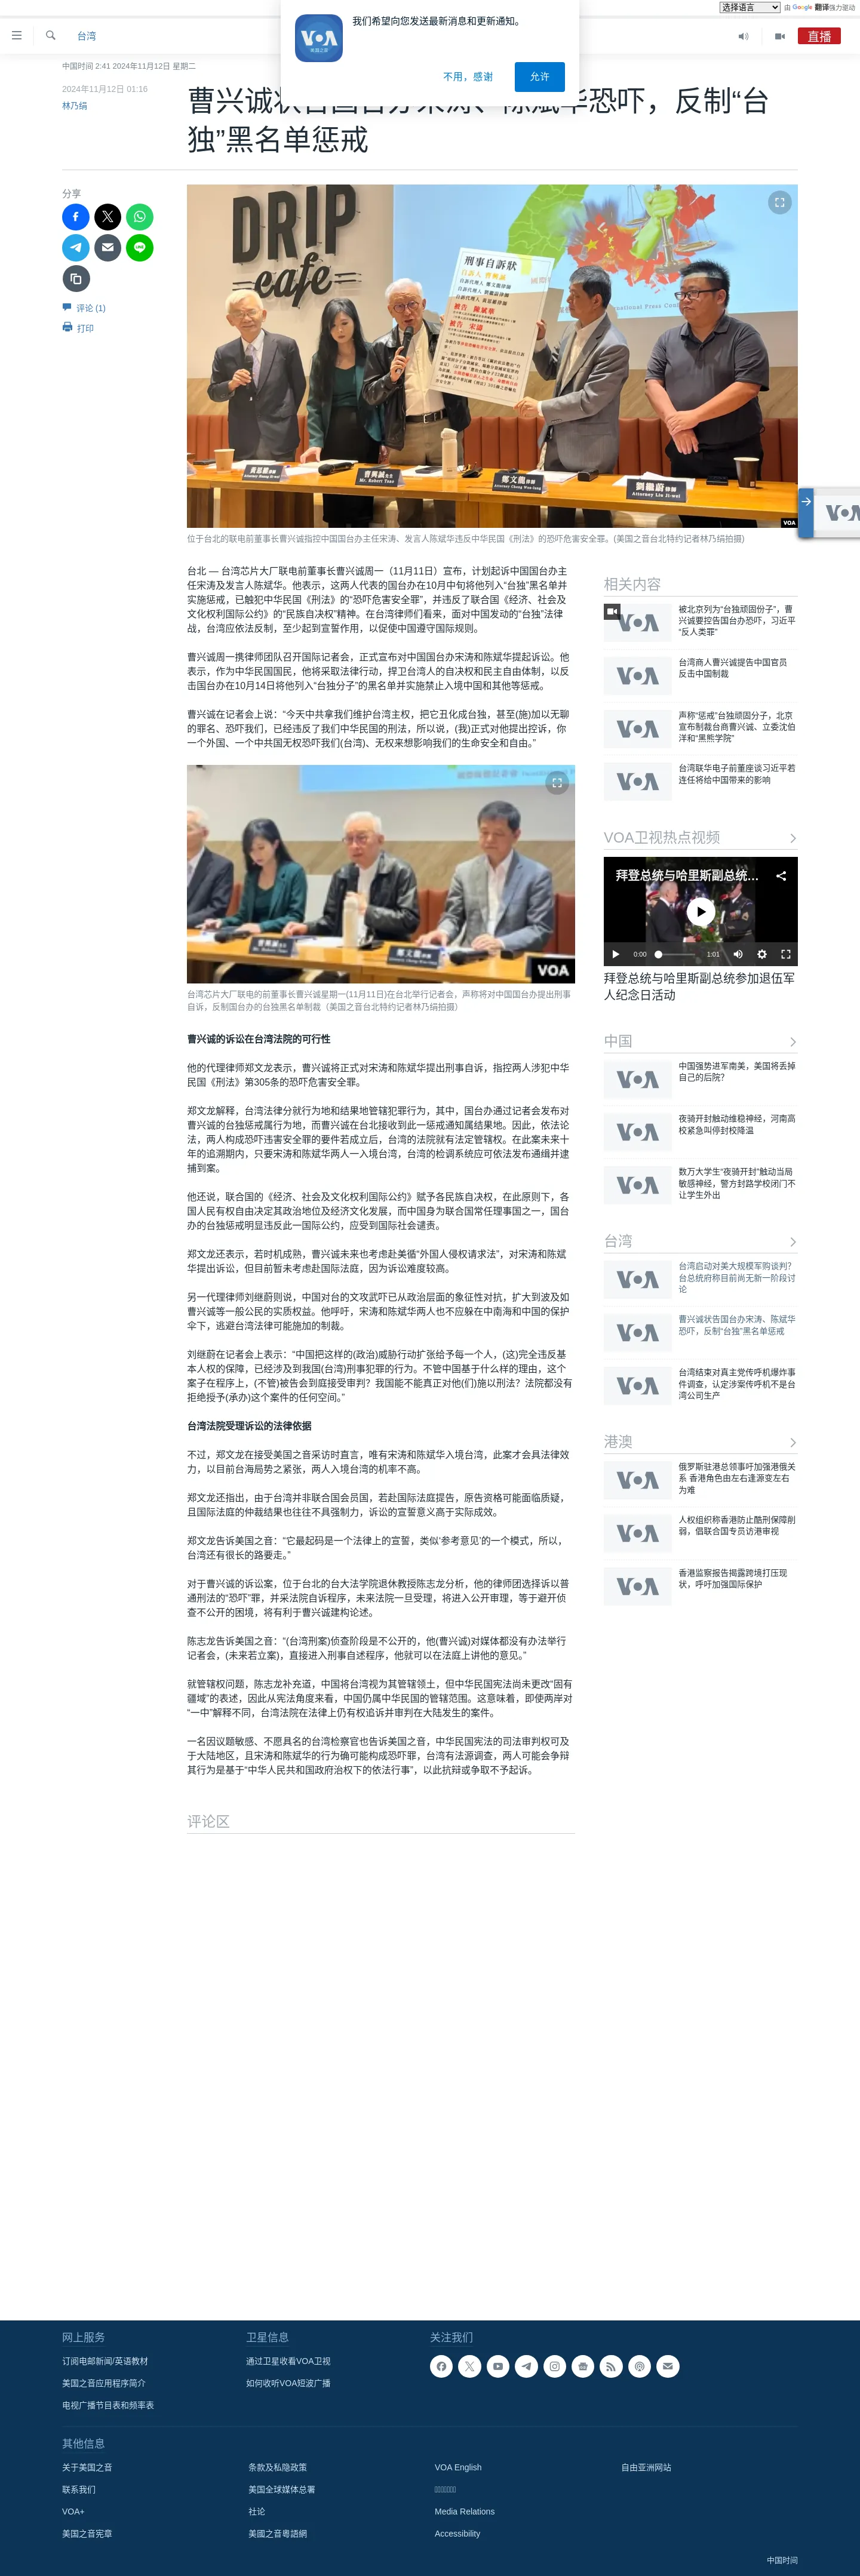 选择语言 由 Google 翻译强力驱动
我们希望向您发送最新消息和更新通知。
不用，感谢 允许
台湾
直播
中国时间 2:41 2024年11月12日 星期二
2024年11月12日 01:16
林乃绢
独”黑名单惩戒
分享
评论 (1)
打印
DRIP
cafe
刑事自訴狀
VOA
位于台北的联电前董事长曹兴诚指控中国国台办主任宋涛、发言人陈斌华违反中华民国《刑法》的恐吓危害安全罪。(美国之音台北特约记者林乃绢拍摄)
台北 — 台湾芯片大厂联电前董事长曹兴诚周一（11月11日）宣布，计划起诉中国国台办主
任宋涛及发言人陈斌华。他表示，这两人代表的国台办在10月中旬将他列入“台独”黑名单并
实施惩戒，已触犯中华民国《刑法》的“恐吓危害安全罪”，并违反了联合国《经济、社会及
文化权利国际公约》的“民族自决权”精神。在台湾律师们看来，面对中国发动的“台独”法律
战，台湾应依法反制，至少起到宣誓作用，以促使中国遵守国际规则。
曹兴诚周一携律师团队召开国际记者会，正式宣布对中国国台办宋涛和陈斌华提起诉讼。他
表示，作为中华民国国民，他将采取法律行动，捍卫台湾人的自决权和民主自由体制，以反
击国台办在10月14日将他列入“台独分子”的黑名单并实施禁止入境中国和其他等惩戒。
曹兴诚在记者会上说：“今天中共拿我们维护台湾主权，把它丑化成台独，甚至(施)加以无聊
的罪名、恐吓我们，已经违反了我们中华民国的刑法，所以说，(我)正式对他提出控诉，你
一个外国、一个中共国无权恐吓我们(台湾)、无权来想影响我们的生命安全和自由。”
VOA
台湾芯片大厂联电的前董事长曹兴诚星期一(11月11日)在台北举行记者会，声称将对中国国台办提出刑事
自诉，反制国台办的台独黑名单制裁（美国之音台北特约记者林乃绢拍摄）
曹兴诚的诉讼在台湾法院的可行性
他的代理律师郑文龙表示，曹兴诚将正式对宋涛和陈斌华提出刑事自诉，指控两人涉犯中华
民国《刑法》第305条的恐吓危害安全罪。
郑文龙解释，台湾法律分就行为地和结果地管辖犯罪行为，其中，国台办通过记者会发布对
曹兴诚的台独惩戒属行为地，而曹兴诚在台北接收到此一惩戒通知属结果地。因此，依法论
法，两人构成恐吓违害安全罪的要件若成立后，台湾的法院就有法定管辖权。在此案未来十
年的追溯期内，只要宋涛和陈斌华两人一入境台湾，台湾的检调系统应可依法发布通缉并逮
捕到案。
他还说，联合国的《经济、社会及文化权利国际公约》赋予各民族自决权，在此原则下，各
国人民有权自由决定其政治地位及经济文化发展，而中国身为联合国常任理事国之一，国台
办的台独惩戒明显违反此一国际公约，应受到国际社会谴责。
郑文龙还表示，若时机成熟，曹兴诚未来也考虑赴美循“外国人侵权请求法”，对宋涛和陈斌
华提出诉讼，但目前暂未考虑赴国际法庭，因为诉讼难度较高。
另一代理律师刘继蔚则说，中国对台的文攻武吓已从政治层面的象征性对抗，扩大到波及如
曹兴诚等一般公民的实质权益。他呼吁，宋涛和陈斌华两人也不应躲在中南海和中国的保护
伞下，逃避台湾法律可能施加的制裁。
刘继蔚在记者会上表示：“中国把这样的(政治)威胁行动扩张给予每一个人，(这)完全违反基
本人权的保障，已经涉及到我国(台湾)刑事犯罪的行为。不管中国基于什么样的理由，这个
案子在程序上，(不管)被告会到庭接受审判？我国能不能真正对他(们)施以刑法？法院都没有
拒绝授予(承办)这个案件的任何空间。”
台湾法院受理诉讼的法律依据
不过，郑文龙在接受美国之音采访时直言，唯有宋涛和陈斌华入境台湾，此案才会具法律效
力，以目前台海局势之紧张，两人入境台湾的机率不高。
郑文龙还指出，由于台湾并非联合国会员国，若赴国际法庭提告，原告资格可能面临质疑，
且国际法庭的仲裁结果也往往不具强制力，诉讼的宣誓意义高于实际成效。
郑文龙告诉美国之音：“它最起码是一个法律上的宣誓，类似‘参考意见’的一个模式，所以，
台湾还有很长的路要走。”
对于曹兴诚的诉讼案，位于台北的台大法学院退休教授陈志龙分析，他的律师团选择诉以普
通刑法的“恐吓”罪，并采法院自诉程序，未来法院一旦受理，将进入公开审理，等于避开侦
查不公开的困境，将有利于曹兴诚建构论述。
陈志龙告诉美国之音：“(台湾刑案)侦查阶段是不公开的，他(曹兴诚)对媒体都没有办法举行
记者会，(未来若立案)，直接进入刑事自述程序，他就可以在法庭上讲他的意见。”
就管辖权问题，陈志龙补充道，中国将台湾视为其管辖领土，但中华民国宪法尚未更改“固有
疆域”的表述，因此从宪法角度来看，中国仍属中华民国的管辖范围。这意味着，即使两岸对
“一中”解释不同，台湾法院在法律上仍有权追诉并审判在大陆发生的案件。
一名因议题敏感、不愿具名的台湾检察官也告诉美国之音，中华民国宪法的司法审判权可及
于大陆地区，且宋涛和陈斌华的行为确可能构成恐吓罪，台湾有法源调查，两人可能会争辩
其行为是基于“中华人民共和国政府治权下的依法行事”，以此抗辩或争取不予起诉。
评论区
相关内容
被北京列为“台独顽固份子”，曹
兴诚要控告国台办恐吓，习近平
“反人类罪”
台湾商人曹兴诚提告中国官员
反击中国制裁
声称“惩戒”台独顽固分子，北京
宣布制裁台商曹兴诚、立委沈伯
洋和“黑熊学院”
台湾联华电子前董座谈习近平若
连任将给中国带来的影响
VOA卫视热点视频
拜登总统与哈里斯副总统...
0:00 1:01
拜登总统与哈里斯副总统参加退伍军
人纪念日活动
中国
中国强势进军南美，美国将丢掉
自己的后院？
夜骑开封触动维稳神经，河南高
校紧急叫停封校降温
数万大学生“夜骑开封”触动当局
敏感神经，警方封路学校闭门不
让学生外出
台湾
台湾启动对美大规模军购谈判？
台总统府称目前尚无新一阶段讨
论
曹兴诚状告国台办宋涛、陈斌华
恐吓，反制“台独”黑名单惩戒
台湾结束对真主党传呼机爆炸事
件调查，认定涉案传呼机不是台
湾公司生产
港澳
俄罗斯驻港总领事吁加强港俄关
系 香港角色由左右逢源变左右
为难
人权组织称香港防止酷刑保障削
弱，倡联合国专员访港审视
香港监察报告揭露跨境打压现
状，呼吁加强国际保护
网上服务
订阅电邮新闻/英语教材
美国之音应用程序简介
电视广播节目表和频率表
卫星信息
通过卫星收看VOA卫视
如何收听VOA短波广播
关注我们
其他信息
关于美国之音
联系我们
VOA+
美国之音宪章
条款及私隐政策
美国全球媒体总署
社论
美國之音粵語網
VOA English
Media Relations
Accessibility
自由亚洲网站
中国时间